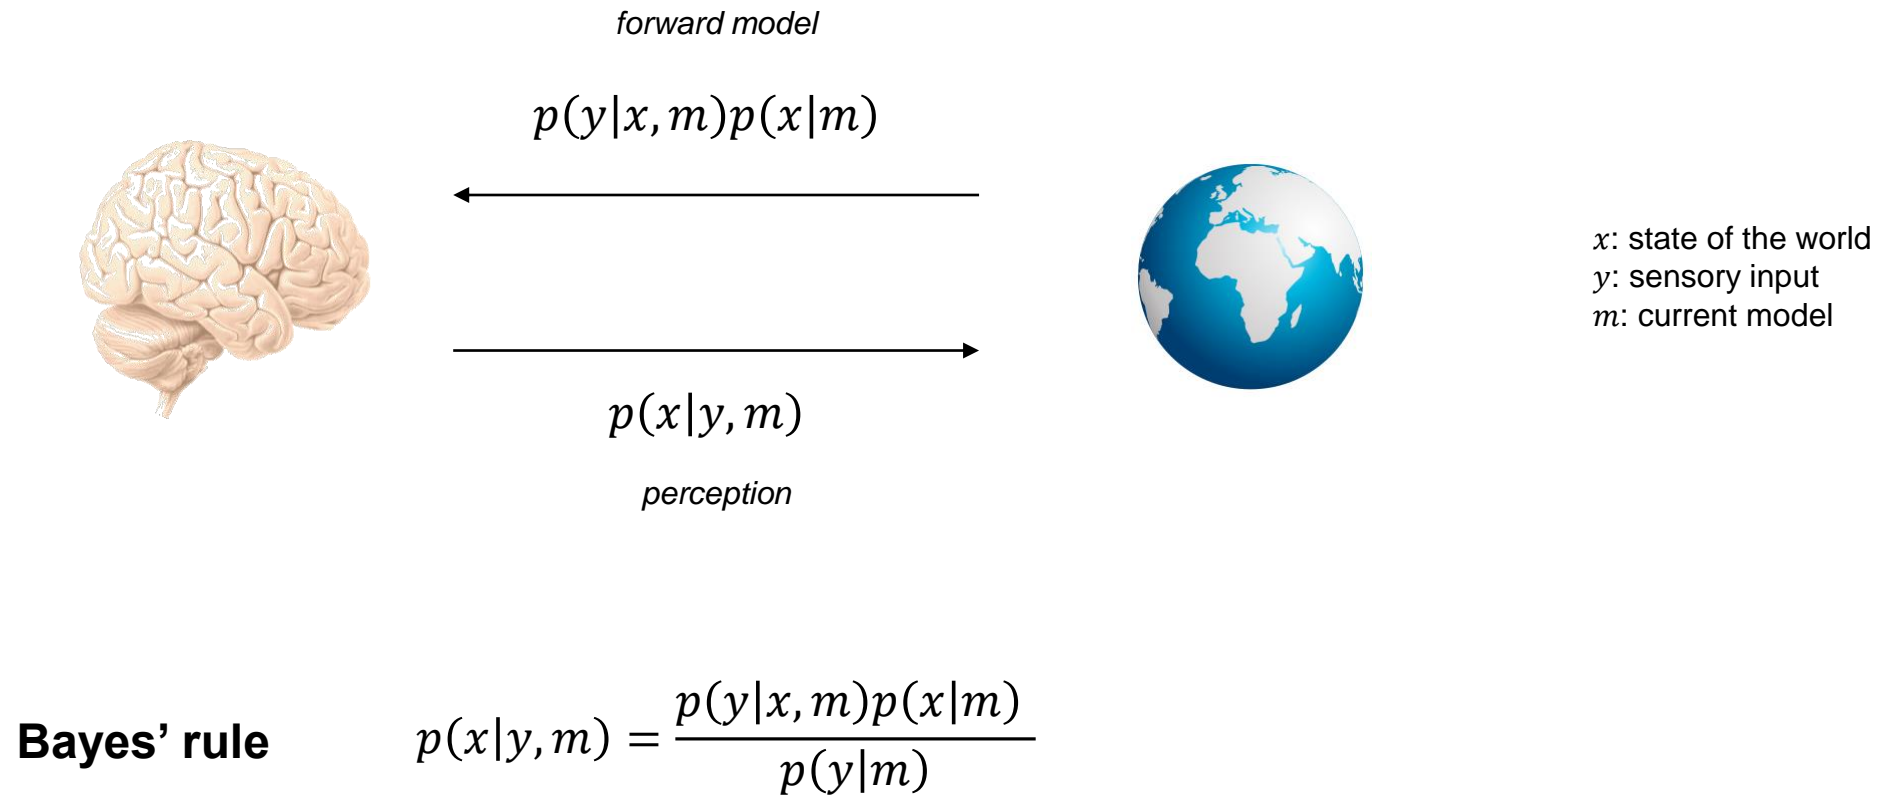 forward model
p(y|x, m)p(x|m)
x: state of the world
y: sensory input
m: current model
p(x|y, m)
perception
Bayes’ rule
p(x|y, m) = p(y|x, m)p(x|m) / p(y|m)